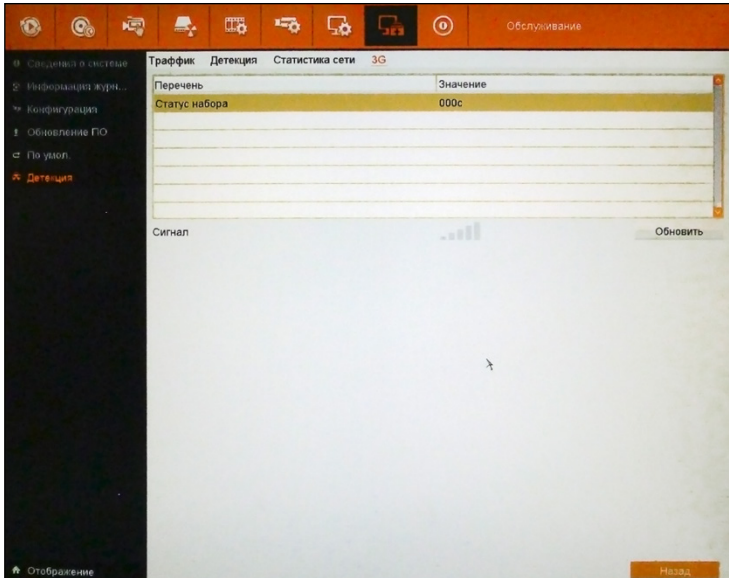 Обслуживание
Сведения о системе
Информация журн...
Конфигурация
Обновление ПО
По умол.
Детекция
Траффик Детекция Статистика сети 3G
Перечень Значение
Статус набора 000c
Сигнал Обновить
Отображение
Назад